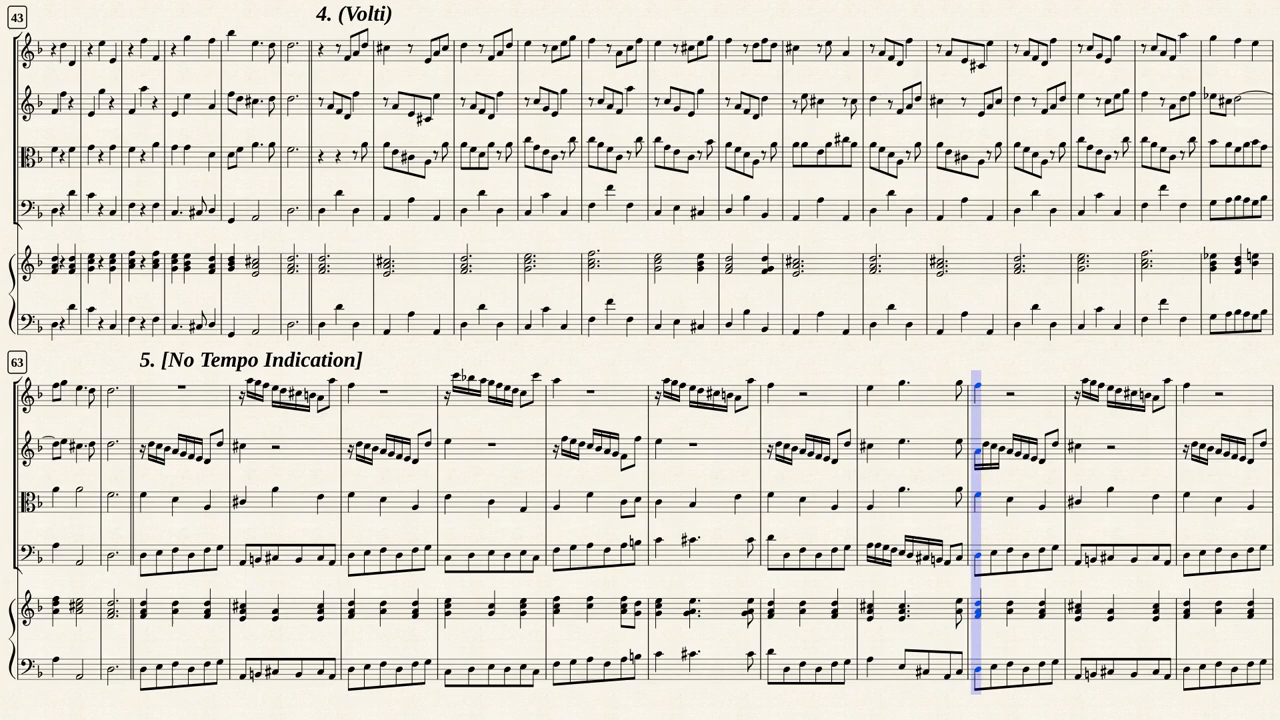 43
4. (Volti)
63
5. [No Tempo Indication]